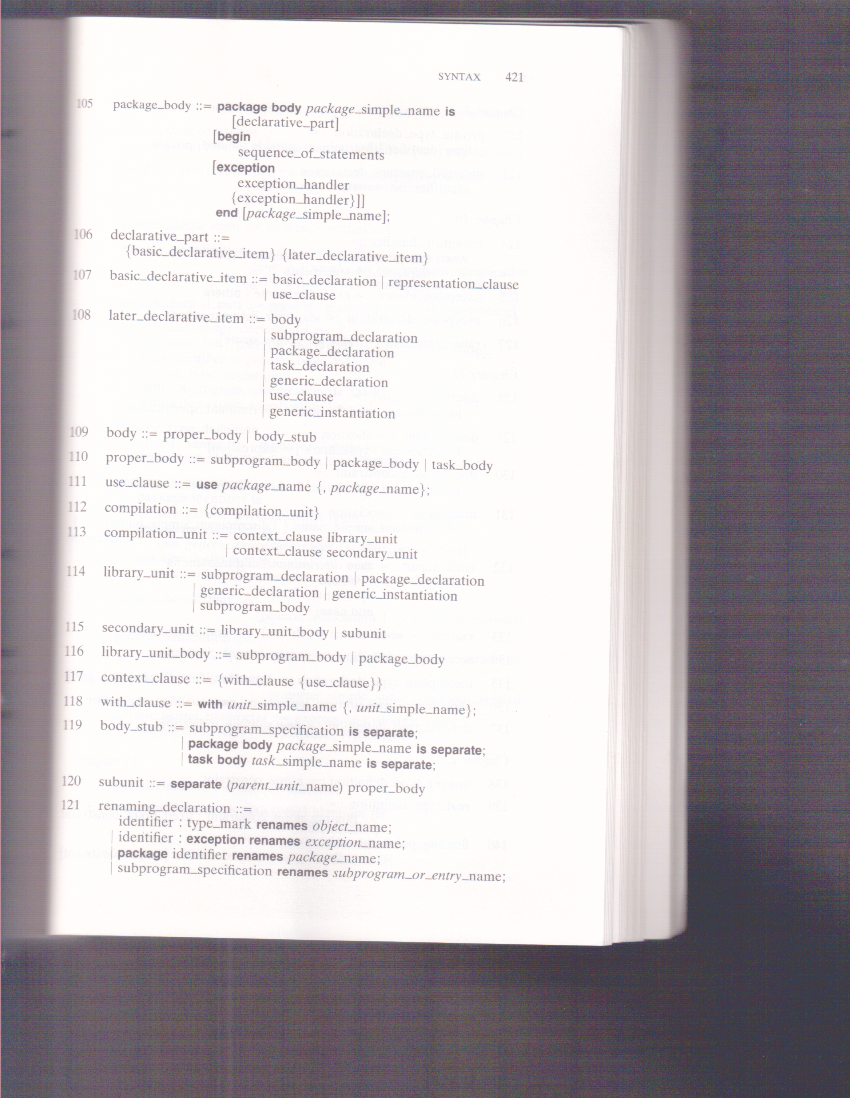 SYNTAX 421
105 package_body ::= package body package_simple_name is
[declarative_part]
[begin
sequence_of_statements
[exception
exception_handler
{exception_handler}]]
end [package_simple_name];
106 declarative_part ::=
{basic_declarative_item} {later_declarative_item}
107 basic_declarative_item ::= basic_declaration | representation_clause
| use_clause
108 later_declarative_item ::= body
| subprogram_declaration
| package_declaration
| task_declaration
| generic_declaration
| use_clause
| generic_instantiation
109 body ::= proper_body | body_stub
110 proper_body ::= subprogram_body | package_body | task_body
111 use_clause ::= use package_name {, package_name};
112 compilation ::= {compilation_unit}
113 compilation_unit ::= context_clause library_unit
| context_clause secondary_unit
114 library_unit ::= subprogram_declaration | package_declaration
| generic_declaration | generic_instantiation
| subprogram_body
115 secondary_unit ::= library_unit_body | subunit
116 library_unit_body ::= subprogram_body | package_body
117 context_clause ::= {with_clause {use_clause}}
118 with_clause ::= with unit_simple_name {, unit_simple_name};
119 body_stub ::= subprogram_specification is separate;
| package body package_simple_name is separate;
| task body task_simple_name is separate;
120 subunit ::= separate (parent_unit_name) proper_body
121 renaming_declaration ::=
identifier : type_mark renames object_name;
| identifier : exception renames exception_name;
| package identifier renames package_name;
| subprogram_specification renames subprogram_or_entry_name;